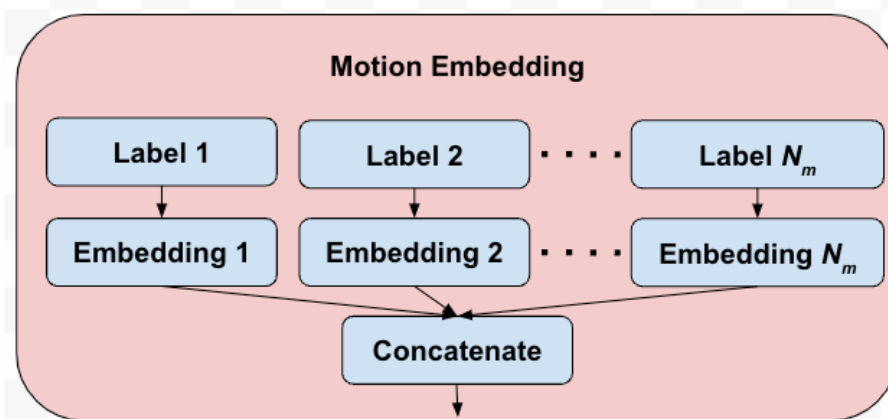 Motion Embedding
Label 1 Label 2 . . . . Label Nₘ
Embedding 1 Embedding 2 . . . . Embedding Nₘ
Concatenate